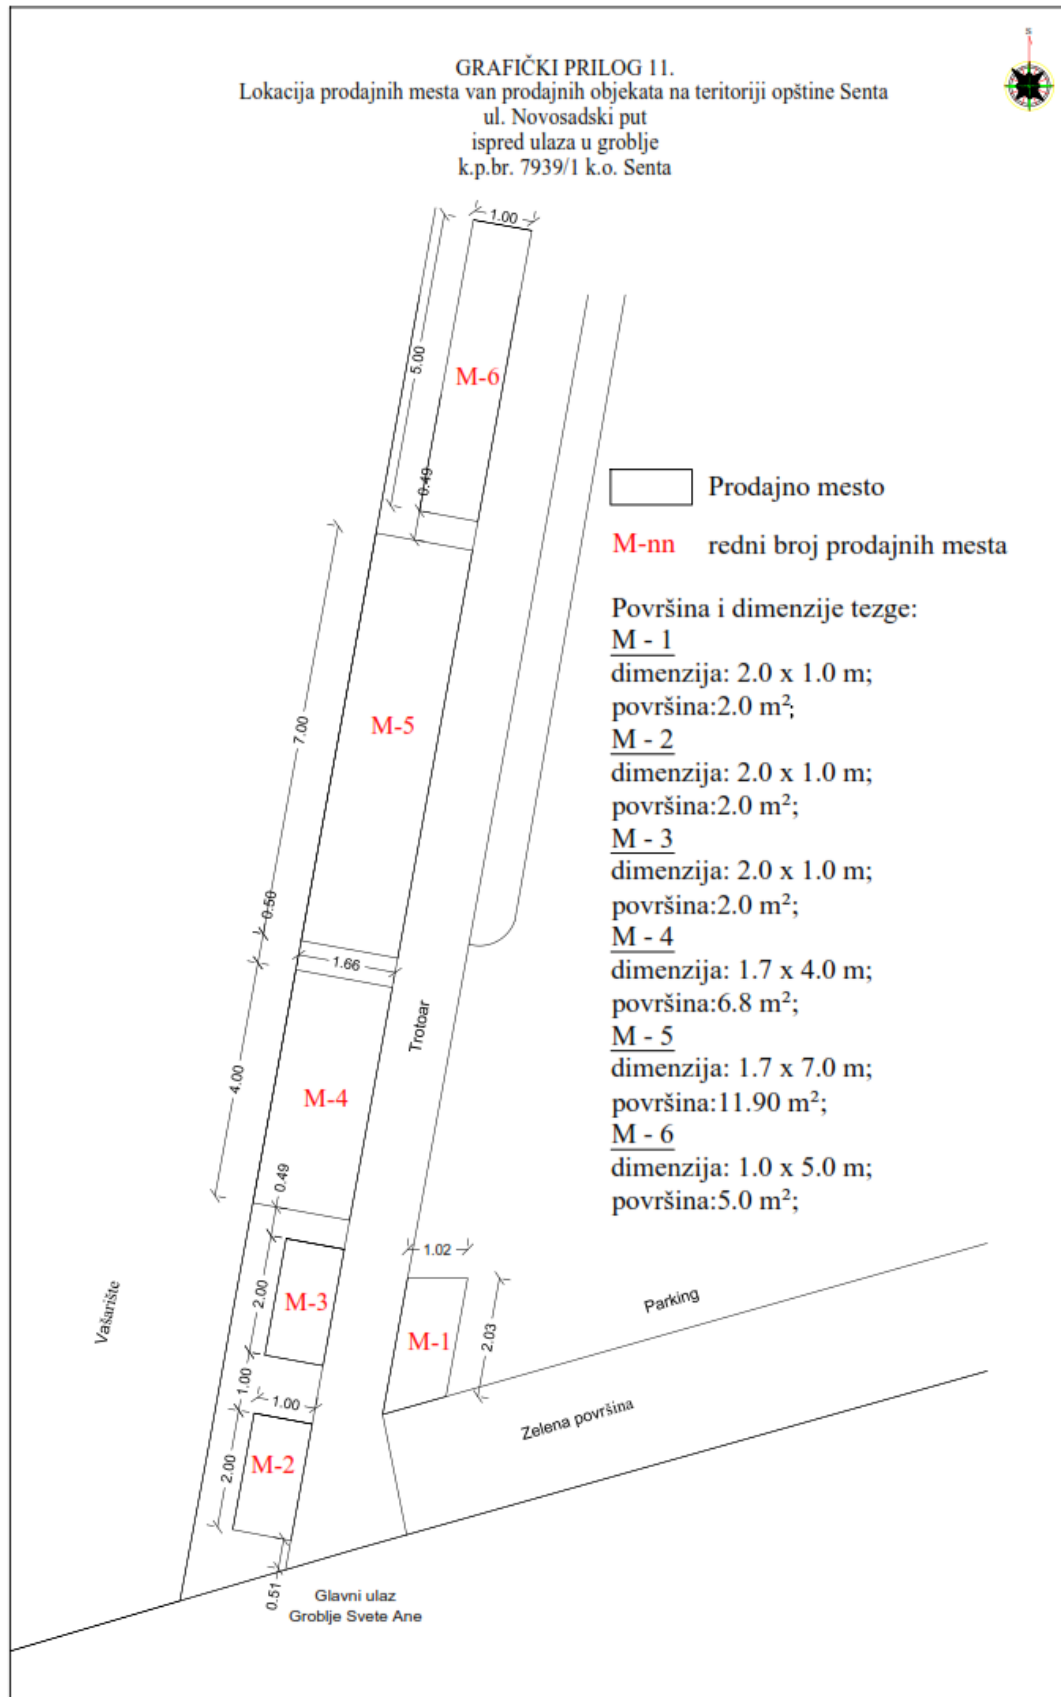 S
GRAFIČKI PRILOG 11.
Lokacija prodajnih mesta van prodajnih objekata na teritoriji opštine Senta
ul. Novosadski put
ispred ulaza u groblje
k.p.br. 7939/1 k.o. Senta
1.00
5.00
M-6
0.49
Prodajno mesto
M-nn redni broj prodajnih mesta
Površina i dimenzije tezge:
M - 1
dimenzija: 2.0 x 1.0 m;
površina:2.0 m²;
M - 2
dimenzija: 2.0 x 1.0 m;
površina:2.0 m²;
M - 3
dimenzija: 2.0 x 1.0 m;
površina:2.0 m²;
M - 4
dimenzija: 1.7 x 4.0 m;
površina:6.8 m²;
M - 5
dimenzija: 1.7 x 7.0 m;
površina:11.90 m²;
M - 6
dimenzija: 1.0 x 5.0 m;
površina:5.0 m²;
7.00
M-5
0.50
1.66
Trotoar
4.00
M-4
0.49
1.02
2.00
M-3
Vašarište
M-1
2.03
Parking
1.00
1.00
Zelena površina
2.00
M-2
0.51
Glavni ulaz
Groblje Svete Ane